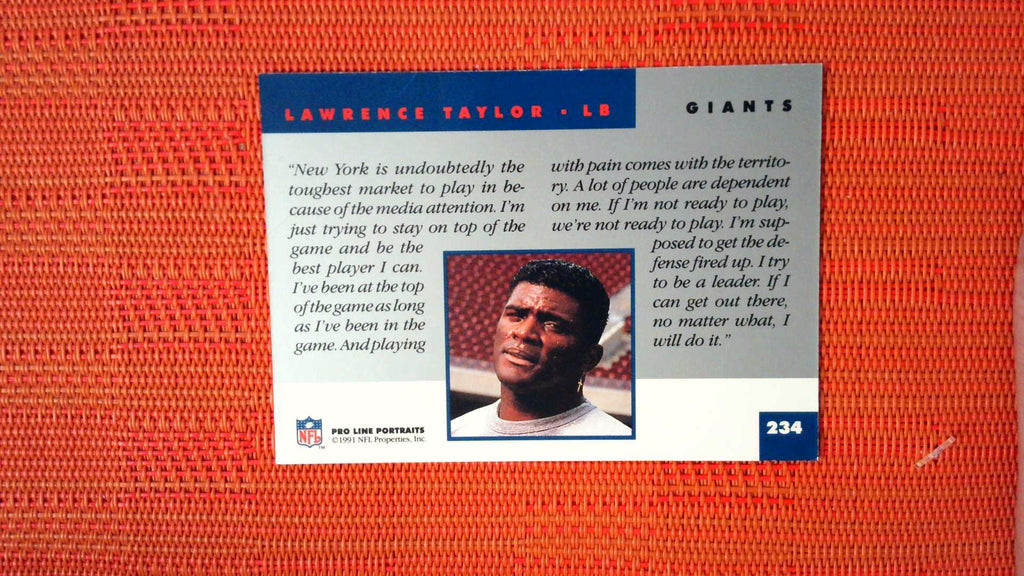 LAWRENCE TAYLOR • LB
GIANTS
“New York is undoubtedly the
toughest market to play in be-
cause of the media attention. I'm
just trying to stay on top of the
game and be the
best player I can.
I've been at the top
of the game as long
as I've been in the
game. And playing
with pain comes with the territo-
ry. A lot of people are dependent
on me. If I'm not ready to play,
we're not ready to play. I'm sup-
posed to get the de-
fense fired up. I try
to be a leader. If I
can get out there,
no matter what, I
will do it.”
NFL
TM
PRO LINE PORTRAITS
©1991 NFL Properties, Inc.
234